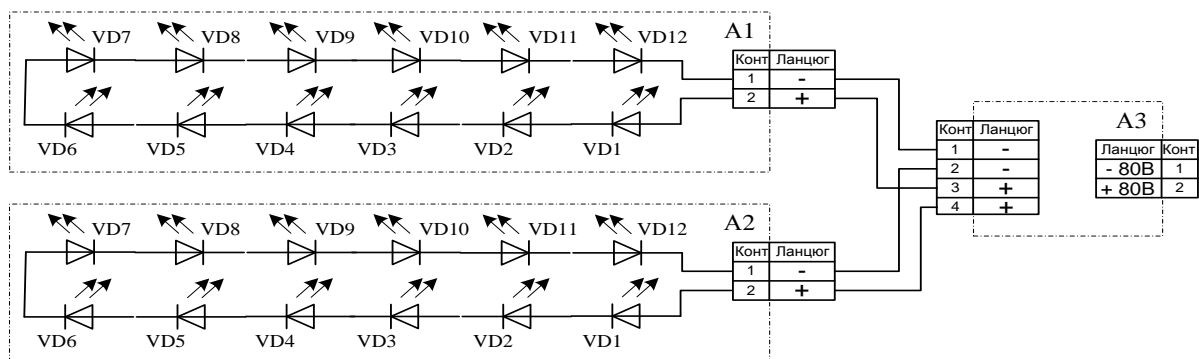 VD7 VD8 VD9 VD10 VD11 VD12 A1
Конт Ланцюг
1 -
2 +
VD6 VD5 VD4 VD3 VD2 VD1
Конт Ланцюг
1 -
2 -
3 +
4 +
A3
Ланцюг Конт
- 80В 1
+ 80В 2
VD7 VD8 VD9 VD10 VD11 VD12 A2
Конт Ланцюг
1 -
2 +
VD6 VD5 VD4 VD3 VD2 VD1